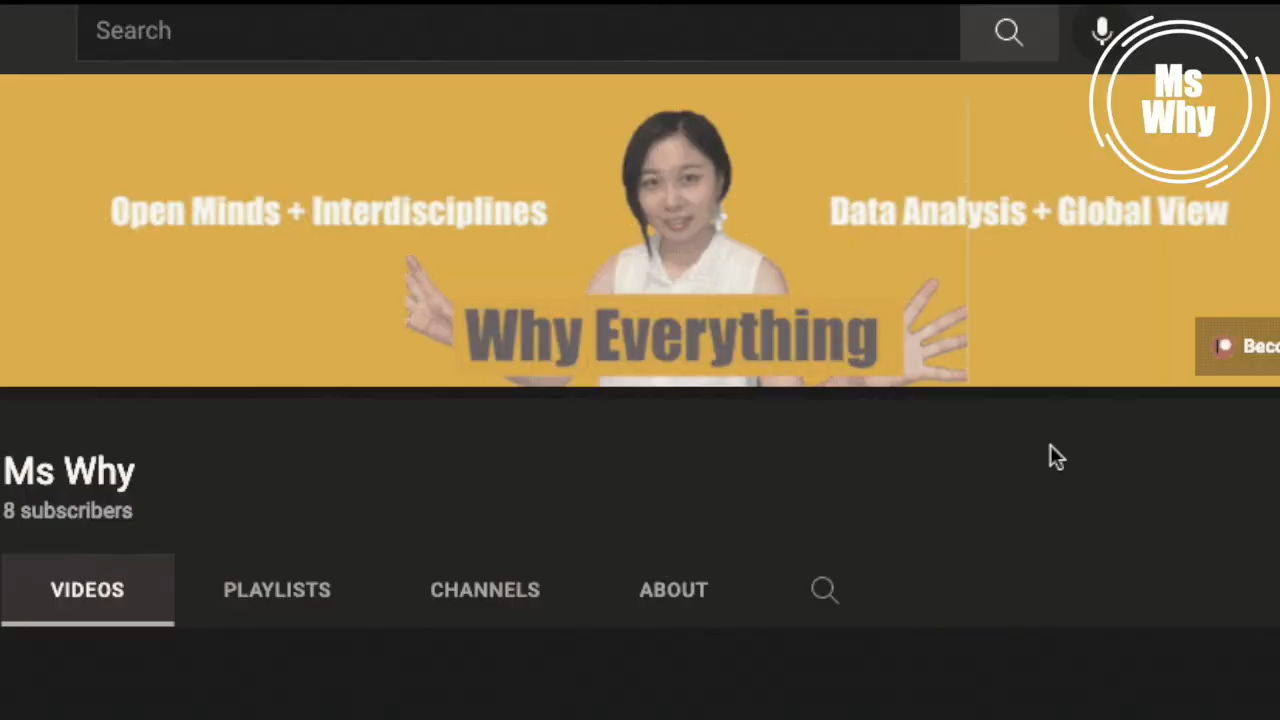 Search
Ms
Why
Open Minds + Interdisciplines
Data Analysis + Global View
Why Everything
Ms Why
8 subscribers
VIDEOS
PLAYLISTS
CHANNELS
ABOUT